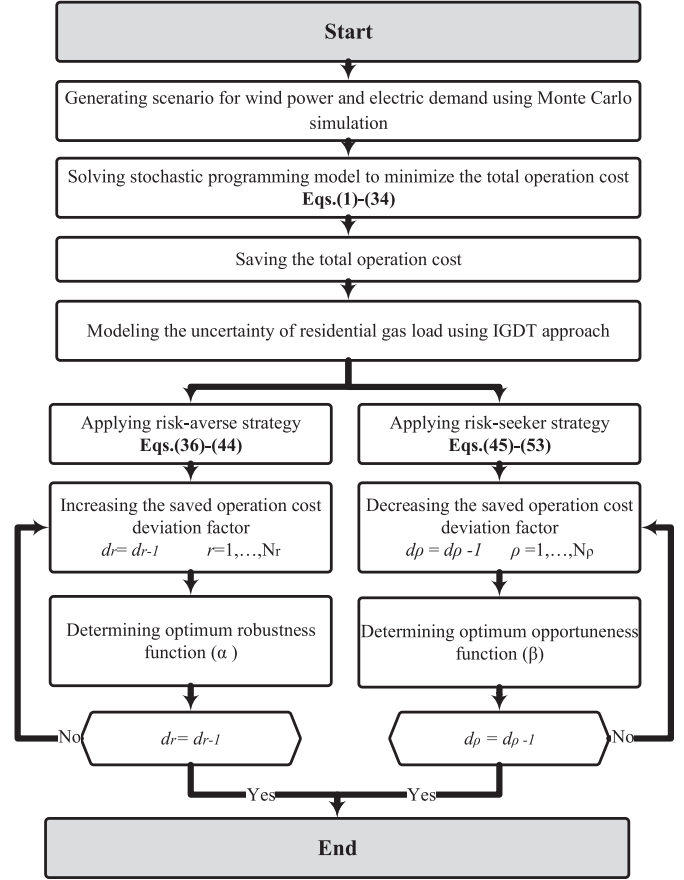 Start
Generating scenario for wind power and electric demand using Monte Carlo
simulation
Solving stochastic programming model to minimize the total operation cost
Eqs.(1)-(34)
Saving the total operation cost
Modeling the uncertainty of residential gas load using IGDT approach
Applying risk-averse strategy
Eqs.(36)-(44)
Increasing the saved operation cost
deviation factor
dr= dr-1 r=1,…,Nr
Determining optimum robustness
function (α )
dr= dr-1
No
Yes
Applying risk-seeker strategy
Eqs.(45)-(53)
Decreasing the saved operation cost
deviation factor
dρ = dρ -1 ρ =1,…,Nρ
Determining optimum opportuneness
function (β)
dρ = dρ -1
No
Yes
End